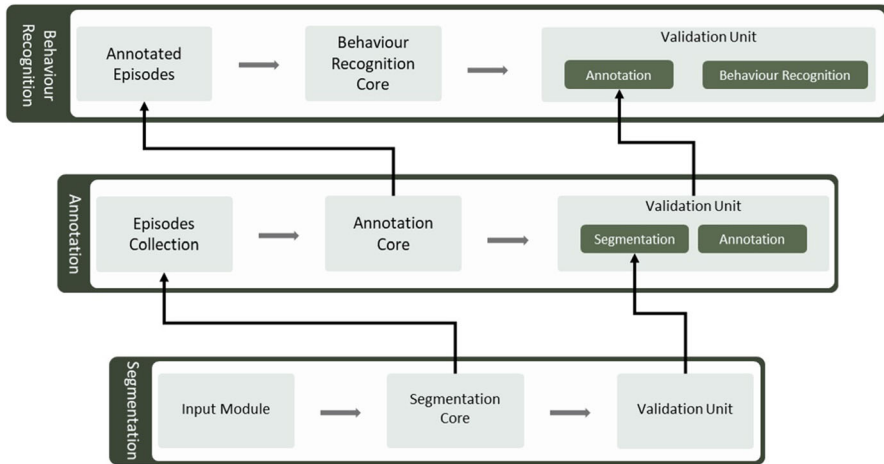 Behaviour
Recognition
Annotated
Episodes
Behaviour
Recognition
Core
Validation Unit
Annotation
Behaviour Recognition
Annotation
Episodes
Collection
Annotation
Core
Validation Unit
Segmentation
Annotation
Segmentation
Input Module
Segmentation
Core
Validation Unit